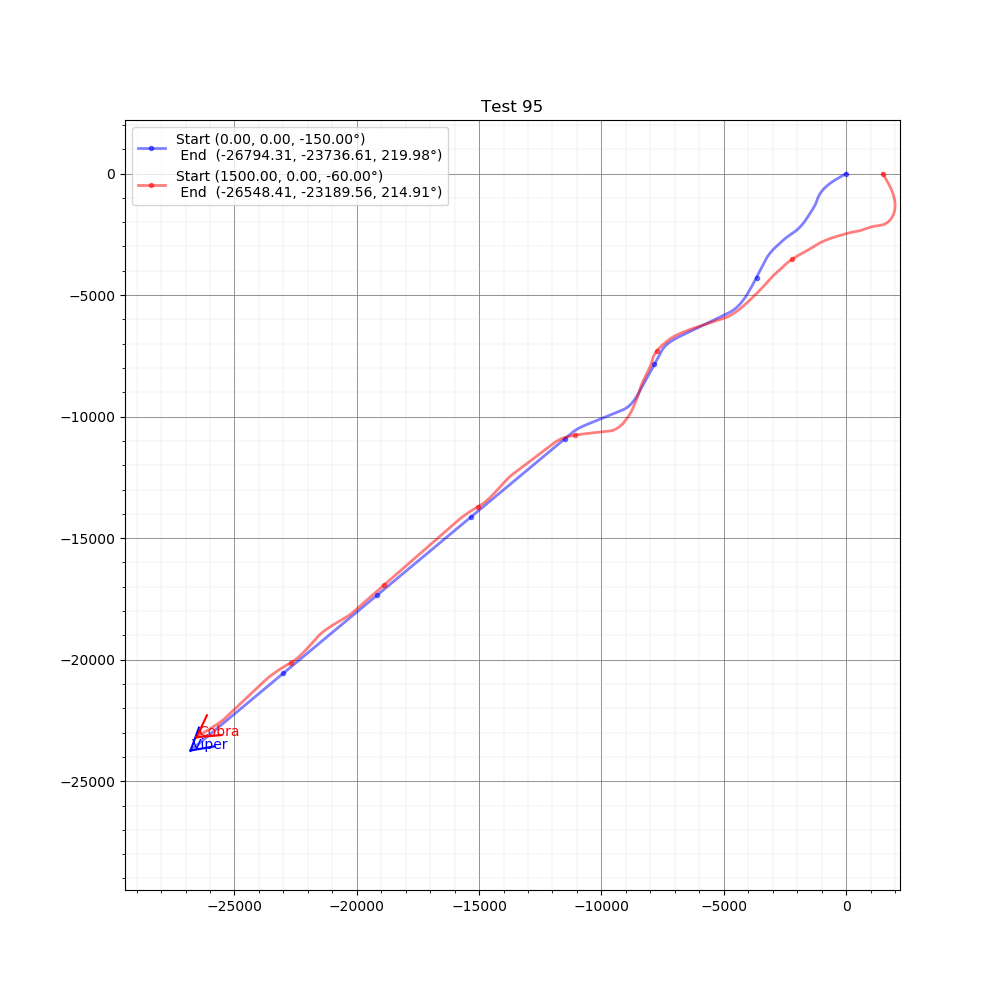 Test 95
Start (0.00, 0.00, -150.00°)
End (-26794.31, -23736.61, 219.98°)
Start (1500.00, 0.00, -60.00°)
End (-26548.41, -23189.56, 214.91°)
0
−5000
−10000
−15000
−20000
−25000
Cobra
Viper
−25000 −20000 −15000 −10000 −5000 0